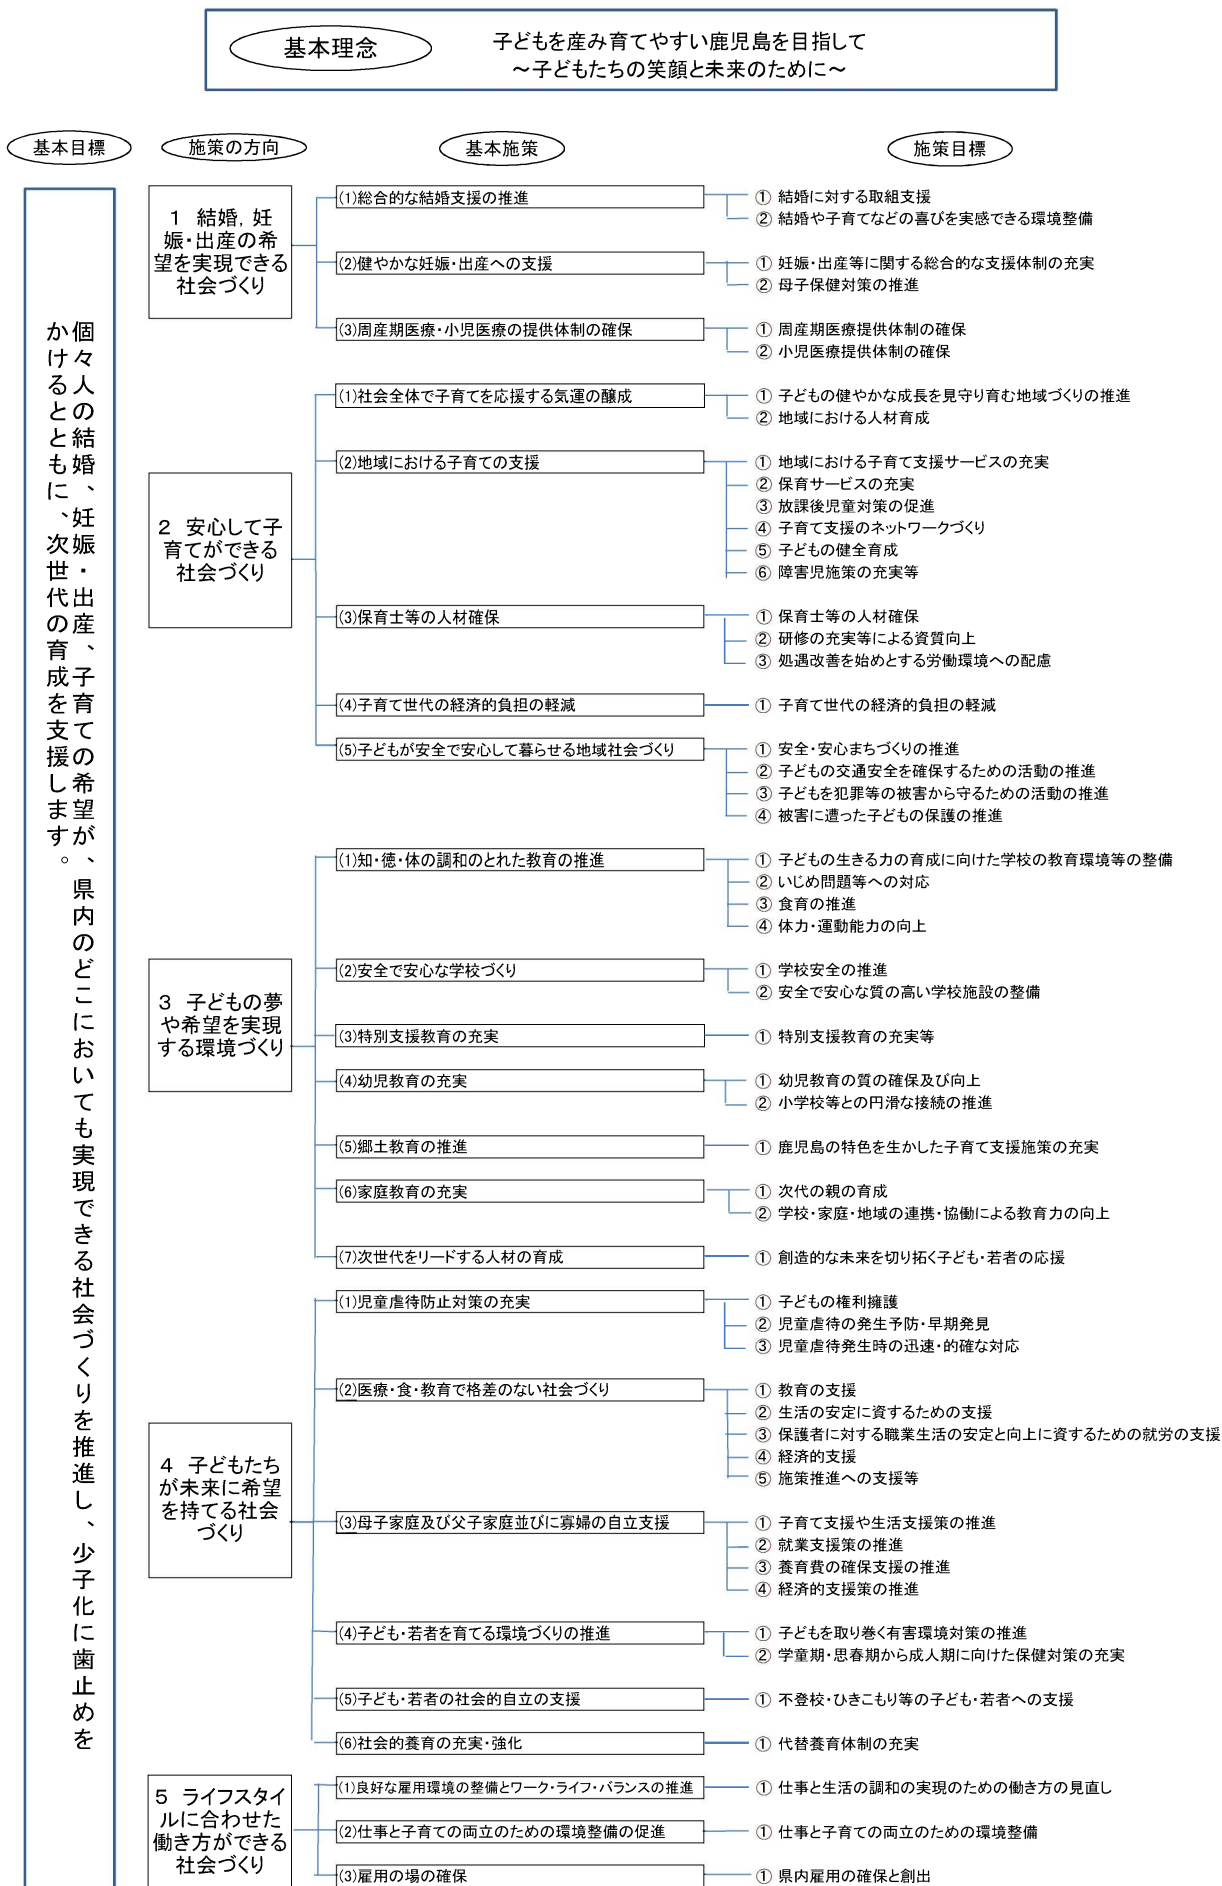 基本理念
子どもを産み育てやすい鹿児島を目指して
～子どもたちの笑顔と未来のために～
基本目標
施策の方向
基本施策
施策目標
個々人の結婚、妊娠・出産、子育ての希望が、県内のどこにおいても実現できる社会づくりを推進し、少子化に歯止めを
かけるとともに、次世代の育成を支援します。
1 結婚，妊
娠・出産の希
望を実現できる
社会づくり
(1)総合的な結婚支援の推進
① 結婚に対する取組支援
② 結婚や子育てなどの喜びを実感できる環境整備
(2)健やかな妊娠・出産への支援
① 妊娠・出産等に関する総合的な支援体制の充実
② 母子保健対策の推進
(3)周産期医療・小児医療の提供体制の確保
① 周産期医療提供体制の確保
② 小児医療提供体制の確保
2 安心して子
育てができる
社会づくり
(1)社会全体で子育てを応援する気運の醸成
① 子どもの健やかな成長を見守り育む地域づくりの推進
② 地域における人材育成
(2)地域における子育ての支援
① 地域における子育て支援サービスの充実
② 保育サービスの充実
③ 放課後児童対策の促進
④ 子育て支援のネットワークづくり
⑤ 子どもの健全育成
⑥ 障害児施策の充実等
(3)保育士等の人材確保
① 保育士等の人材確保
② 研修の充実等による資質向上
③ 処遇改善を始めとする労働環境への配慮
(4)子育て世代の経済的負担の軽減
① 子育て世代の経済的負担の軽減
(5)子どもが安全で安心して暮らせる地域社会づくり
① 安全・安心まちづくりの推進
② 子どもの交通安全を確保するための活動の推進
③ 子どもを犯罪等の被害から守るための活動の推進
④ 被害に遭った子どもの保護の推進
3 子どもの夢
や希望を実現
する環境づくり
(1)知・徳・体の調和のとれた教育の推進
① 子どもの生きる力の育成に向けた学校の教育環境等の整備
② いじめ問題等への対応
③ 食育の推進
④ 体力・運動能力の向上
(2)安全で安心な学校づくり
① 学校安全の推進
② 安全で安心な質の高い学校施設の整備
(3)特別支援教育の充実
① 特別支援教育の充実等
(4)幼児教育の充実
① 幼児教育の質の確保及び向上
② 小学校等との円滑な接続の推進
(5)郷土教育の推進
① 鹿児島の特色を生かした子育て支援施策の充実
(6)家庭教育の充実
① 次代の親の育成
② 学校・家庭・地域の連携・協働による教育力の向上
(7)次世代をリードする人材の育成
① 創造的な未来を切り拓く子ども・若者の応援
4 子どもたち
が未来に希望
を持てる社会
づくり
(1)児童虐待防止対策の充実
① 子どもの権利擁護
② 児童虐待の発生予防・早期発見
③ 児童虐待発生時の迅速・的確な対応
(2)医療・食・教育で格差のない社会づくり
① 教育の支援
② 生活の安定に資するための支援
③ 保護者に対する職業生活の安定と向上に資するための就労の支援
④ 経済的支援
⑤ 施策推進への支援等
(3)母子家庭及び父子家庭並びに寡婦の自立支援
① 子育て支援や生活支援策の推進
② 就業支援策の推進
③ 養育費の確保支援の推進
④ 経済的支援策の推進
(4)子ども・若者を育てる環境づくりの推進
① 子どもを取り巻く有害環境対策の推進
② 学童期・思春期から成人期に向けた保健対策の充実
(5)子ども・若者の社会的自立の支援
① 不登校・ひきこもり等の子ども・若者への支援
(6)社会的養育の充実・強化
① 代替養育体制の充実
5 ライフスタイ
ルに合わせた
働き方ができる
社会づくり
(1)良好な雇用環境の整備とワーク・ライフ・バランスの推進
① 仕事と生活の調和の実現のための働き方の見直し
(2)仕事と子育ての両立のための環境整備の促進
① 仕事と子育ての両立のための環境整備
(3)雇用の場の確保
① 県内雇用の確保と創出